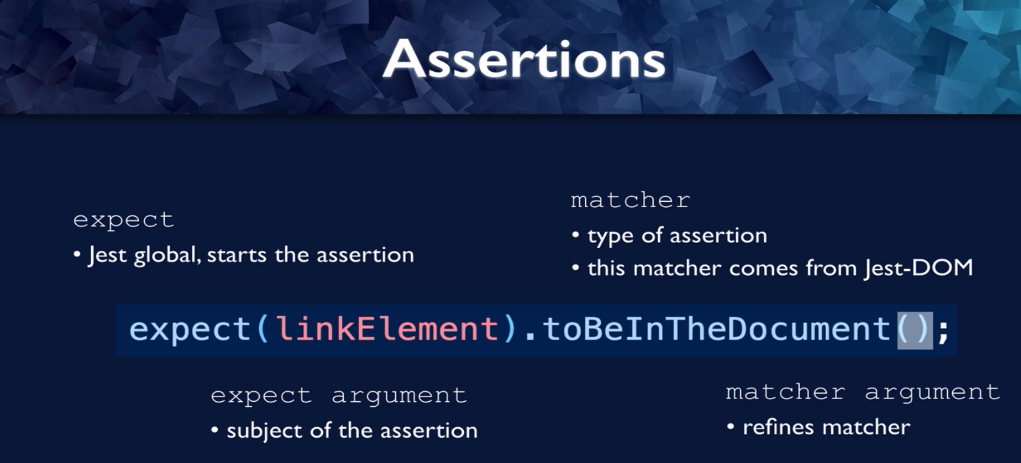 Assertions
expect
• Jest global, starts the assertion
matcher
• type of assertion
• this matcher comes from Jest-DOM
expect(linkElement).toBeInTheDocument();
expect argument
• subject of the assertion
matcher argument
• refines matcher